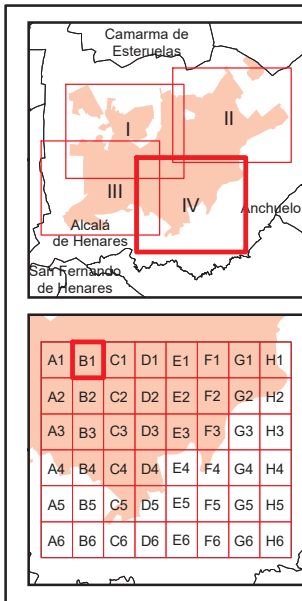 Camarma de
Esteruelas
I
II
III
IV
Anchuelo
Alcalá
de Henares
San Fernando
de Henares
A1 B1 C1 D1 E1 F1 G1 H1
A2 B2 C2 D2 E2 F2 G2 H2
A3 B3 C3 D3 E3 F3 G3 H3
A4 B4 C4 D4 E4 F4 G4 H4
A5 B5 C5 D5 E5 F5 G5 H5
A6 B6 C6 D6 E6 F6 G6 H6